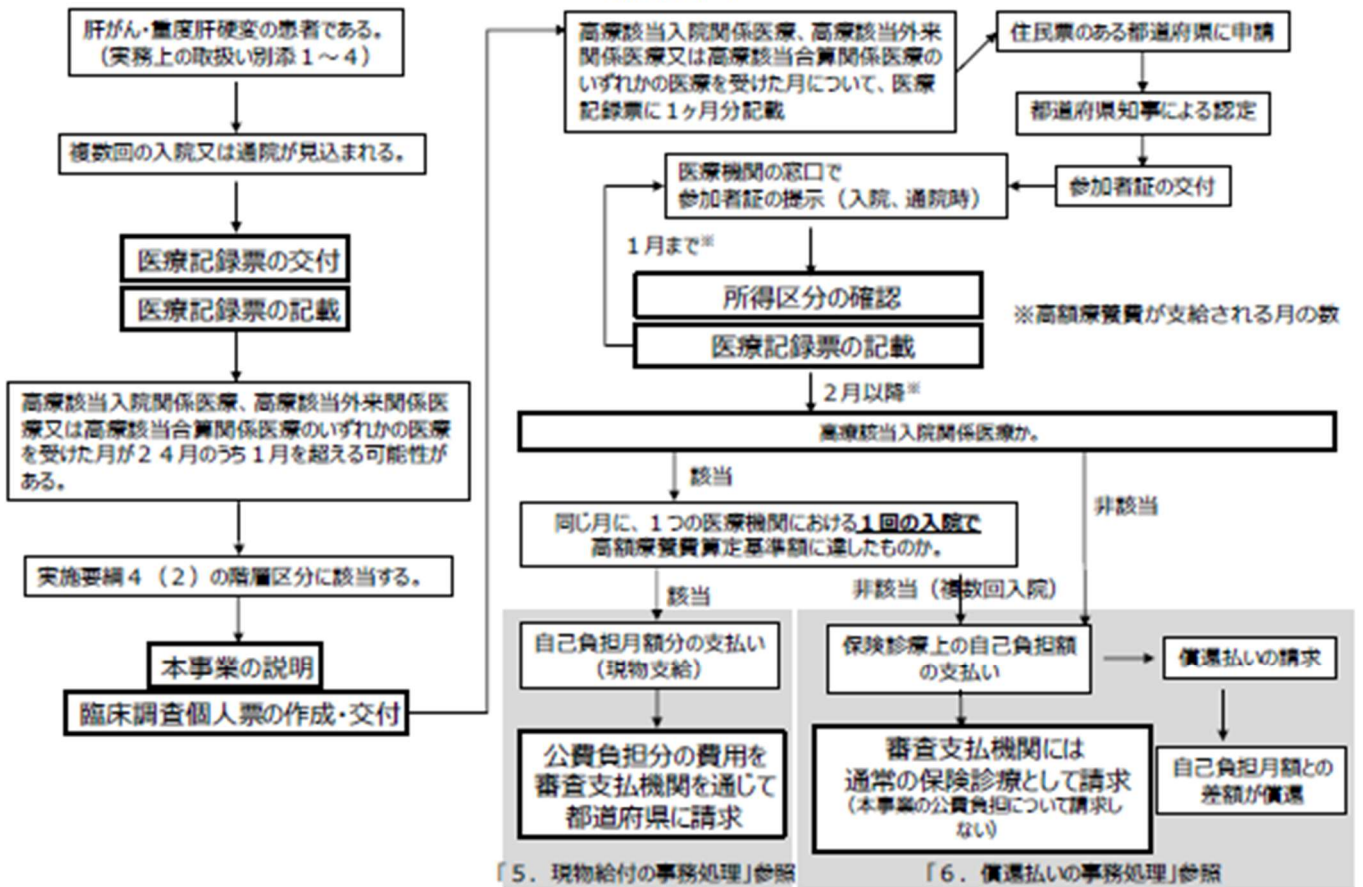 肝がん・重度肝硬変の患者である。
（実務上の取扱い別添１～４）
複数回の入院又は通院が見込まれる。
医療記録票の交付
医療記録票の記載
高療該当入院関係医療、高療該当外来関係医
療又は高療該当合算関係医療のいずれかの医療
を受けた月が２４月のうち１月を超える可能性が
ある。
実施要綱４（２）の階層区分に該当する。
本事業の説明
臨床調査個人票の作成・交付
高療該当入院関係医療、高療該当外来
関係医療又は高療該当合算関係医療の
いずれかの医療を受けた月について、医療
記録票に１ヶ月分記載
住民票のある都道府県に申請
都道府県知事による認定
参加者証の交付
医療機関の窓口で
参加者証の提示（入院、通院時）
１月まで※
所得区分の確認
医療記録票の記載
※高額療養費が支給される月の数
２月以降※
高療該当入院関係医療か。
該当
非該当
同じ月に、１つの医療機関における１回の入院で
高額療養費算定基準額に達したものか。
該当
非該当（複数回入院）
自己負担月額分の支払い
（現物支給）
公費負担分の費用を
審査支払機関を通じて
都道府県に請求
「５．現物給付の事務処理」参照
保険診療上の自己負担額
の支払い
償還払いの請求
審査支払機関には
通常の保険診療として請求
（本事業の公費負担について請求し
ない）
自己負担月額との
差額が償還
「６．償還払いの事務処理」参照